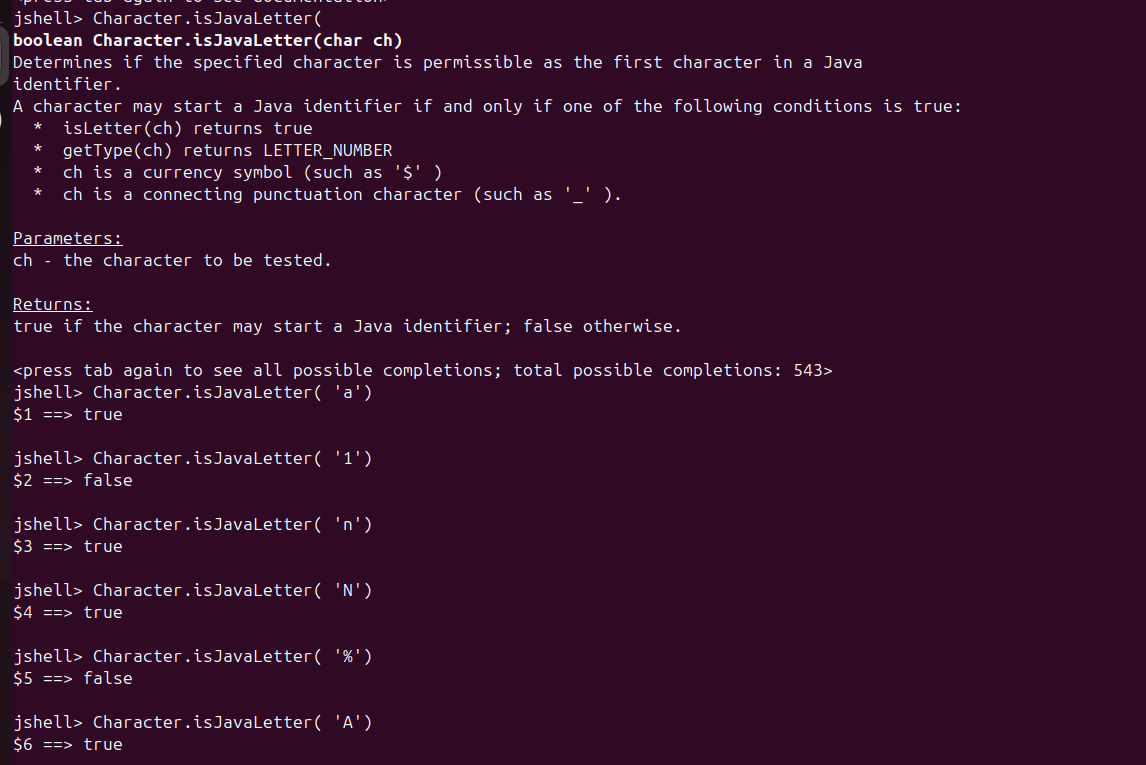 <press tab again to see documentation>
jshell> Character.isJavaLetter(
boolean Character.isJavaLetter(char ch)
Determines if the specified character is permissible as the first character in a Java
identifier.
A character may start a Java identifier if and only if one of the following conditions is true:
  *  isLetter(ch) returns true
  *  getType(ch) returns LETTER_NUMBER
  *  ch is a currency symbol (such as '$' )
  *  ch is a connecting punctuation character (such as '_' ).

Parameters:
ch - the character to be tested.

Returns:
true if the character may start a Java identifier; false otherwise.

<press tab again to see all possible completions; total possible completions: 543>
jshell> Character.isJavaLetter( 'a')
$1 ==> true

jshell> Character.isJavaLetter( '1')
$2 ==> false

jshell> Character.isJavaLetter( 'n')
$3 ==> true

jshell> Character.isJavaLetter( 'N')
$4 ==> true

jshell> Character.isJavaLetter( '%')
$5 ==> false

jshell> Character.isJavaLetter( 'A')
$6 ==> true